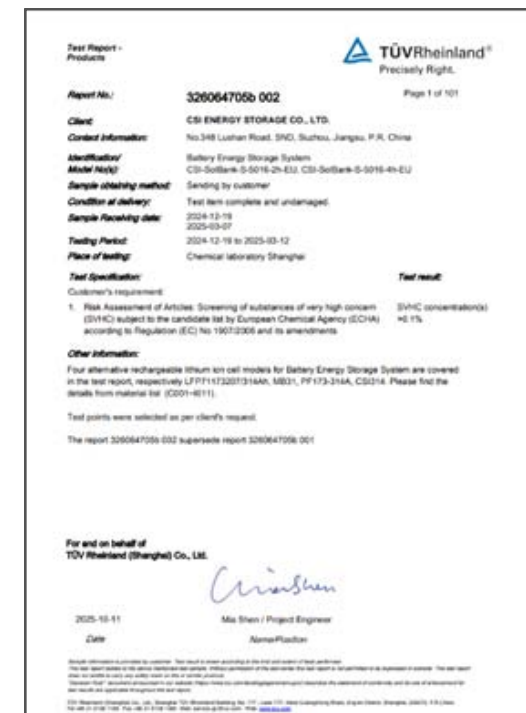 Test Report -
Products
TÜVRheinland®
Precisely Right.
Report No.: 326064705b 002 Page 1 of 101
Client: CSI ENERGY STORAGE CO., LTD.
Contact Information: No.348 Lushan Road, SND, Suzhou, Jiangsu, P.R. China
Identification/ Battery Energy Storage System
Model No(s): CSI-SolBank-S-5016-2h-EU, CSI-SolBank-S-5016-4h-EU
Sample obtaining method: Sending by customer
Condition at delivery: Test item complete and undamaged.
Sample Receiving date: 2024-12-19
2025-03-07
Testing Period: 2024-12-19 to 2025-03-12
Place of testing: Chemical laboratory Shanghai
Test Specification: Test result:
Customer's requirement:
1. Risk Assessment of Articles: Screening of substances of very high concern SVHC concentration(s)
(SVHC) subject to the candidate list by European Chemical Agency (ECHA)
according to Regulation (EC) No 1907/2006 and its amendments
Other Information:
Four alternative rechargeable lithium ion cell models for Battery Energy Storage System are covered
in the test report, respectively LFP71173207/314Ah, MB31, PF173-314A, CSI314. Please find the
details from material list (C001~4011).
Test points were selected as per client's request.
The report 326064705b 002 supersede report 326064705b 001
For and on behalf of
TÜV Rheinland (Shanghai) Co., Ltd.
2025-10-11 Mia Shen / Project Engineer
Date Name/Position